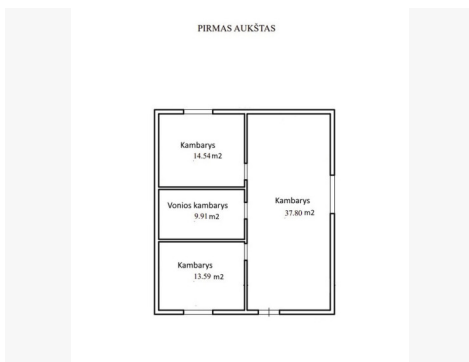 PIRMAS AUKŠTAS
Kambarys
14.54 m2
Vonios kambarys
9.91 m2
Kambarys
37.80 m2
Kambarys
13.59 m2